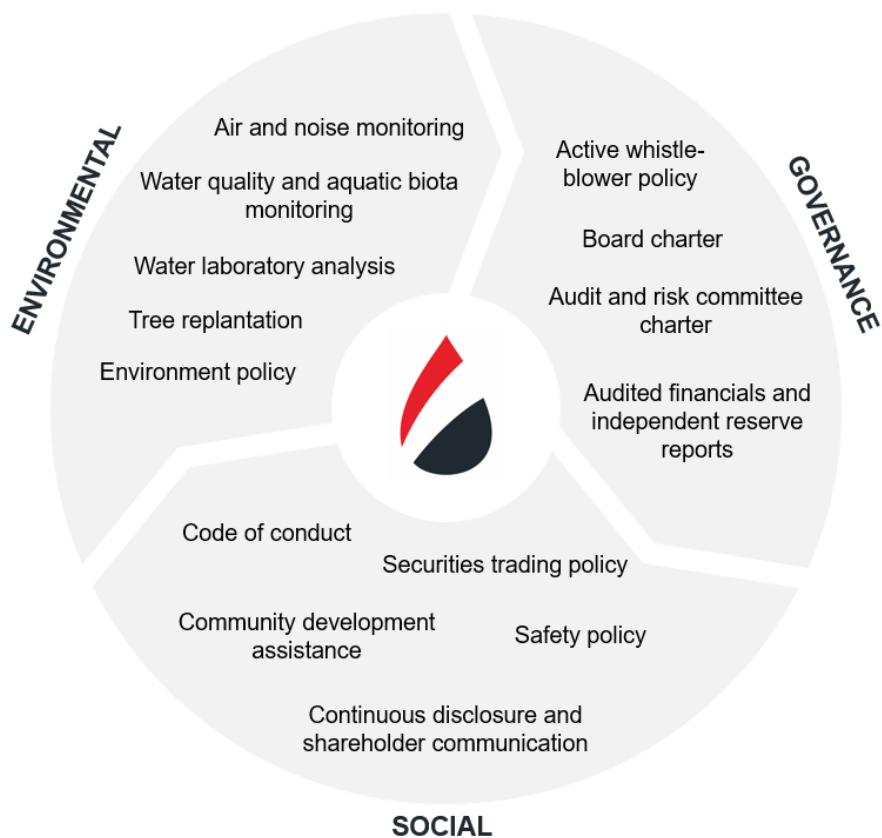 ENVIRONMENTAL
Air and noise monitoring
Water quality and aquatic biota
monitoring
Water laboratory analysis
Tree replantation
Environment policy
GOVERNANCE
Active whistle-
blower policy
Board charter
Audit and risk committee
charter
Audited financials and
independent reserve
reports
Code of conduct
Securities trading policy
Community development
assistance
Safety policy
Continuous disclosure and
shareholder communication
SOCIAL